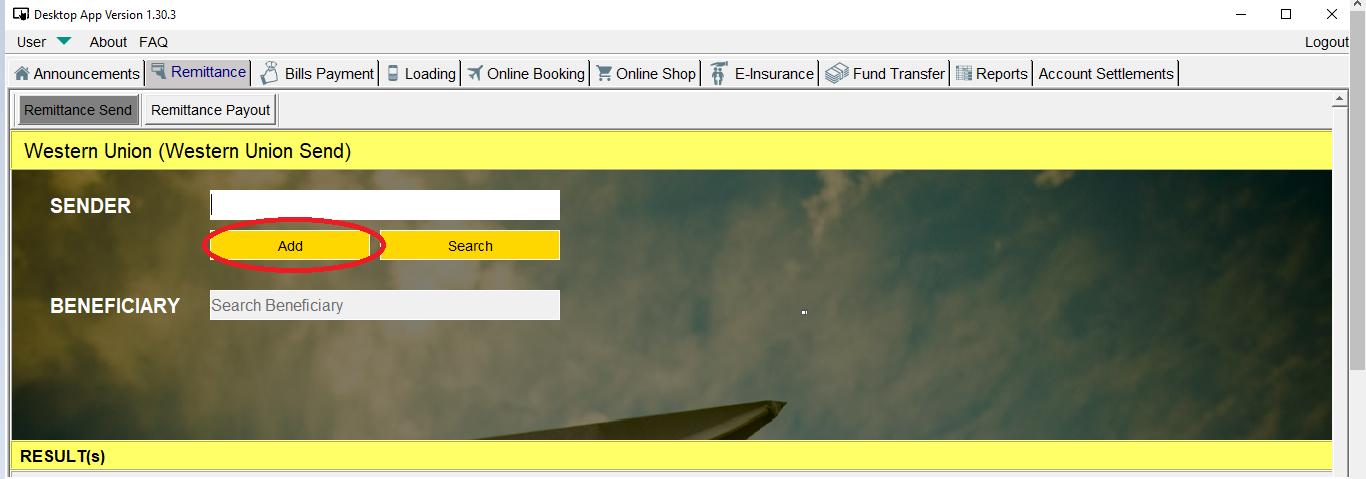 Desktop App Version 1.30.3
User About FAQ Logout
Announcements Remittance Bills Payment Loading Online Booking Online Shop E-Insurance Fund Transfer Reports Account Settlements
Remittance Send Remittance Payout
Western Union (Western Union Send)
SENDER
Add Search
BENEFICIARY Search Beneficiary
RESULT(s)